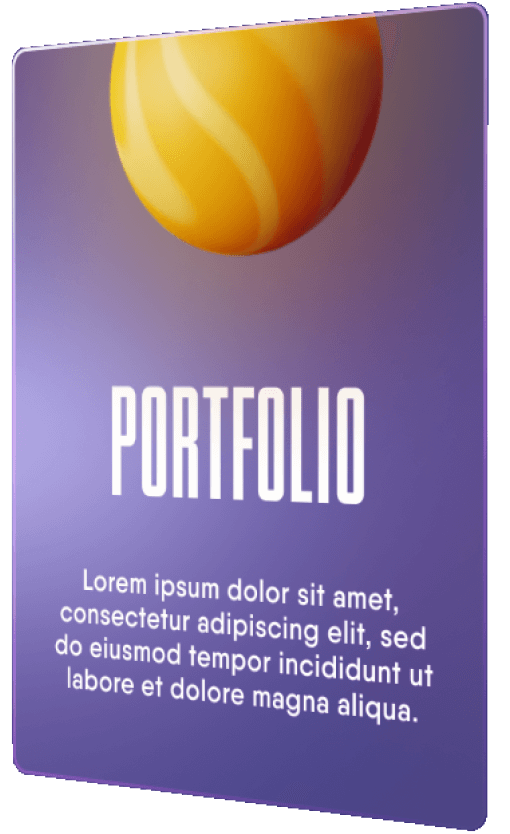 PORTFOLIO
Lorem ipsum dolor sit amet,
consectetur adipiscing elit, sed
do eiusmod tempor incididunt ut
labore et dolore magna aliqua.